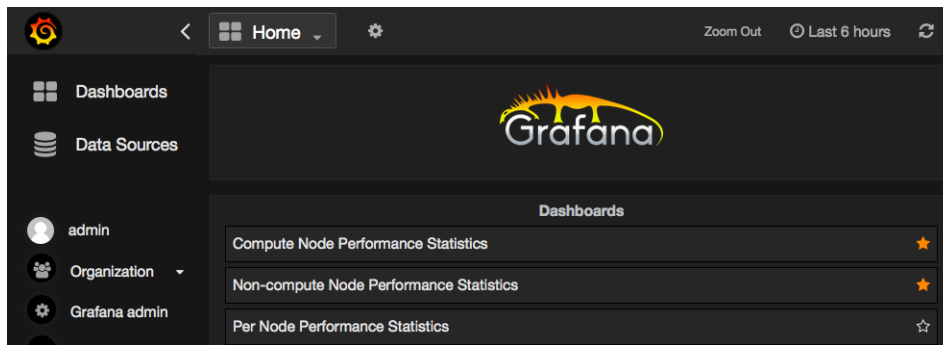 Home
Zoom Out
Last 6 hours
Dashboards
Data Sources
admin
Organization
Grafana admin
Grafana
Dashboards
Compute Node Performance Statistics
Non-compute Node Performance Statistics
Per Node Performance Statistics